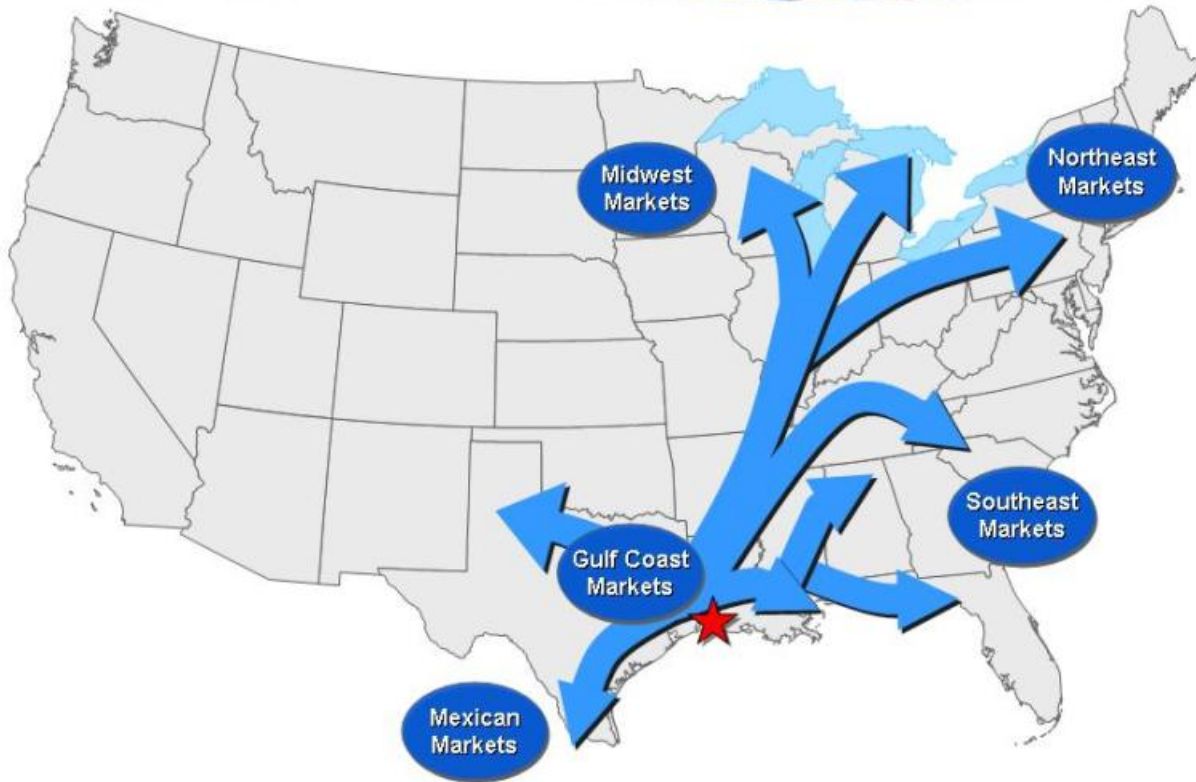 Midwest
Markets
Northeast
Markets
Southeast
Markets
Gulf Coast
Markets
Mexican
Markets